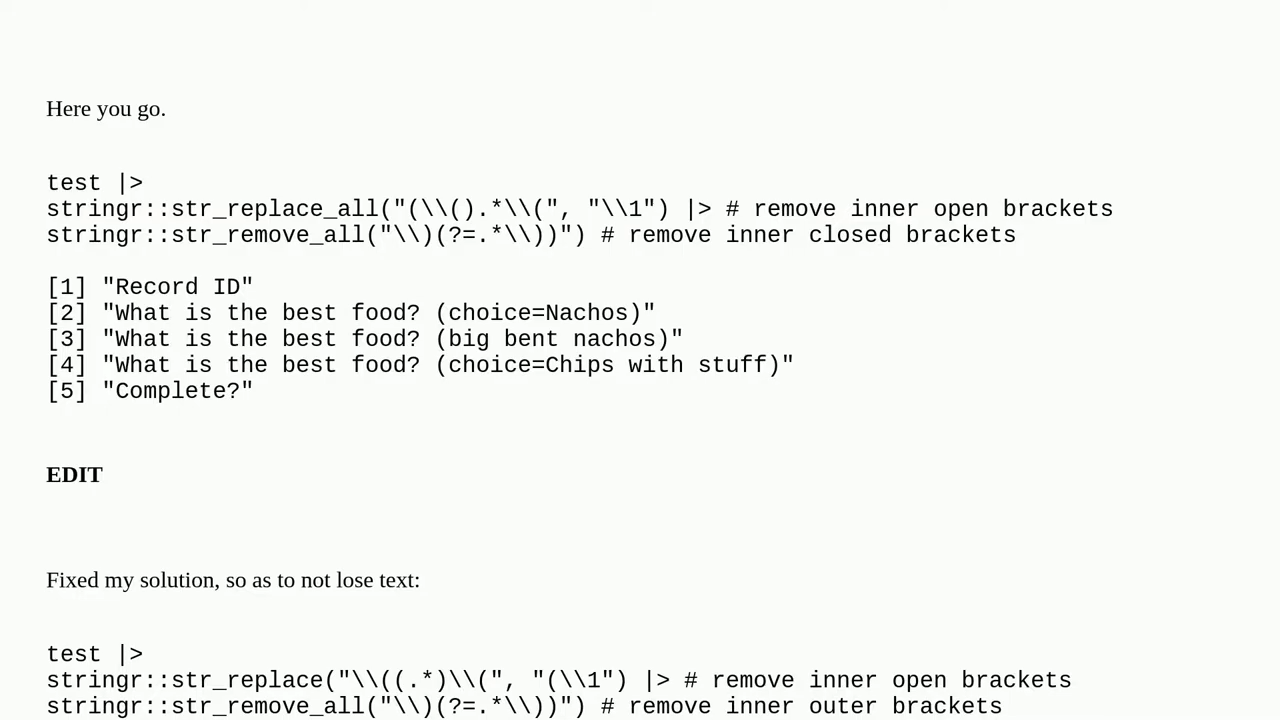 Here you go.
test |>
stringr::str_replace_all("(\\().*\\(", "\\1") |> # remove inner open brackets
stringr::str_remove_all("\\)(?=.*\\))") # remove inner closed brackets
[1] "Record ID"
[2] "What is the best food? (choice=Nachos)"
[3] "What is the best food? (big bent nachos)"
[4] "What is the best food? (choice=Chips with stuff)"
[5] "Complete?"
EDIT
Fixed my solution, so as to not lose text:
test |>
stringr::str_replace("\\((.*)\\(", "(\\1") |> # remove inner open brackets
stringr::str_remove_all("\\)(?=.*\\))") # remove inner outer brackets